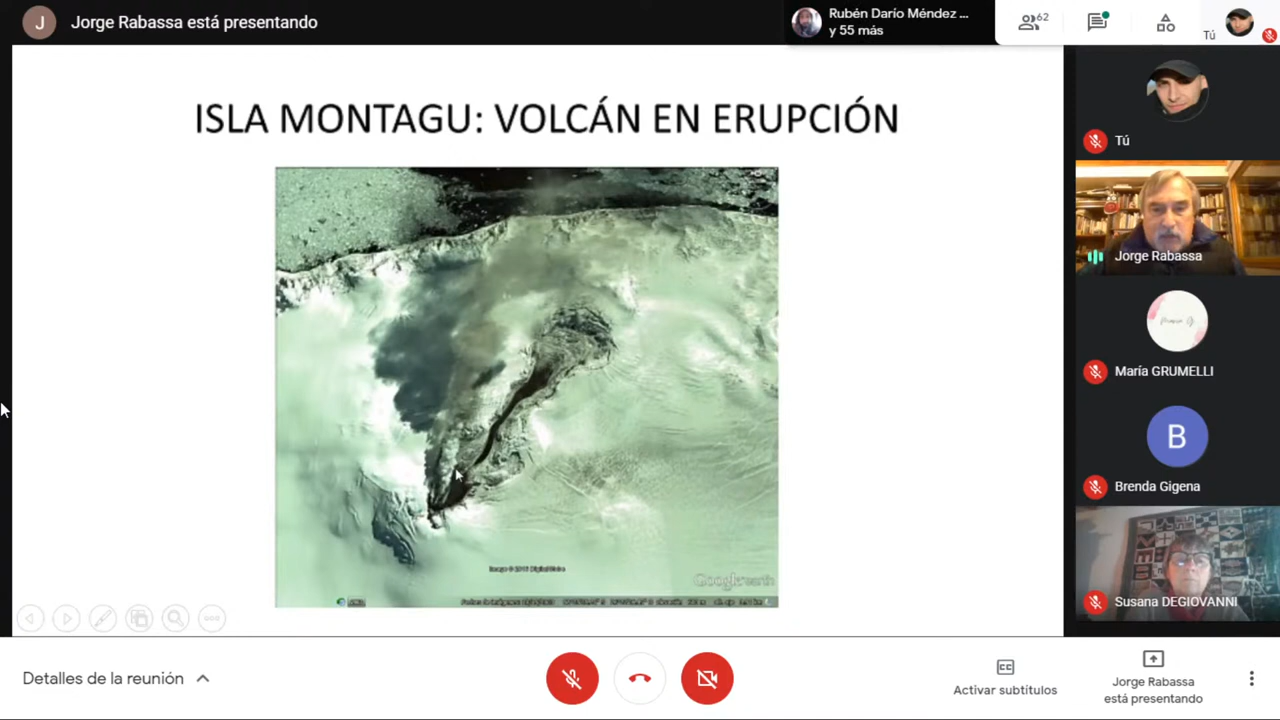 J Jorge Rabassa está presentando
Rubén Darío Méndez ...
y 55 más
62
Tú
ISLA MONTAGU: VOLCÁN EN ERUPCIÓN
Tú
Jorge Rabassa
María GRUMELLI
B
Brenda Gigena
Susana DEGIOVANNI
Google earth
Detalles de la reunión
CC
Activar subtítulos
Jorge Rabassa
está presentando